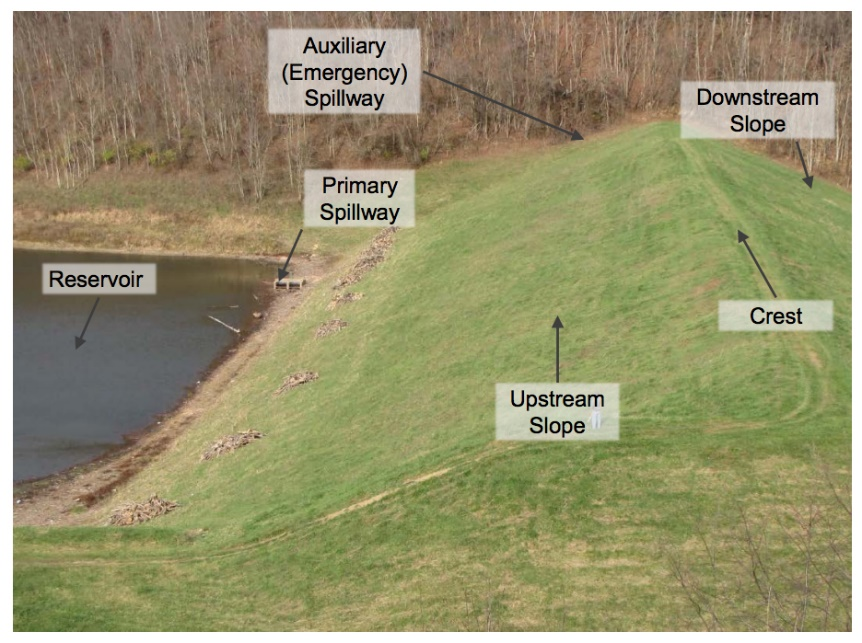 Auxiliary
(Emergency)
Spillway
Downstream
Slope
Primary
Spillway
Reservoir
Crest
Upstream
Slope